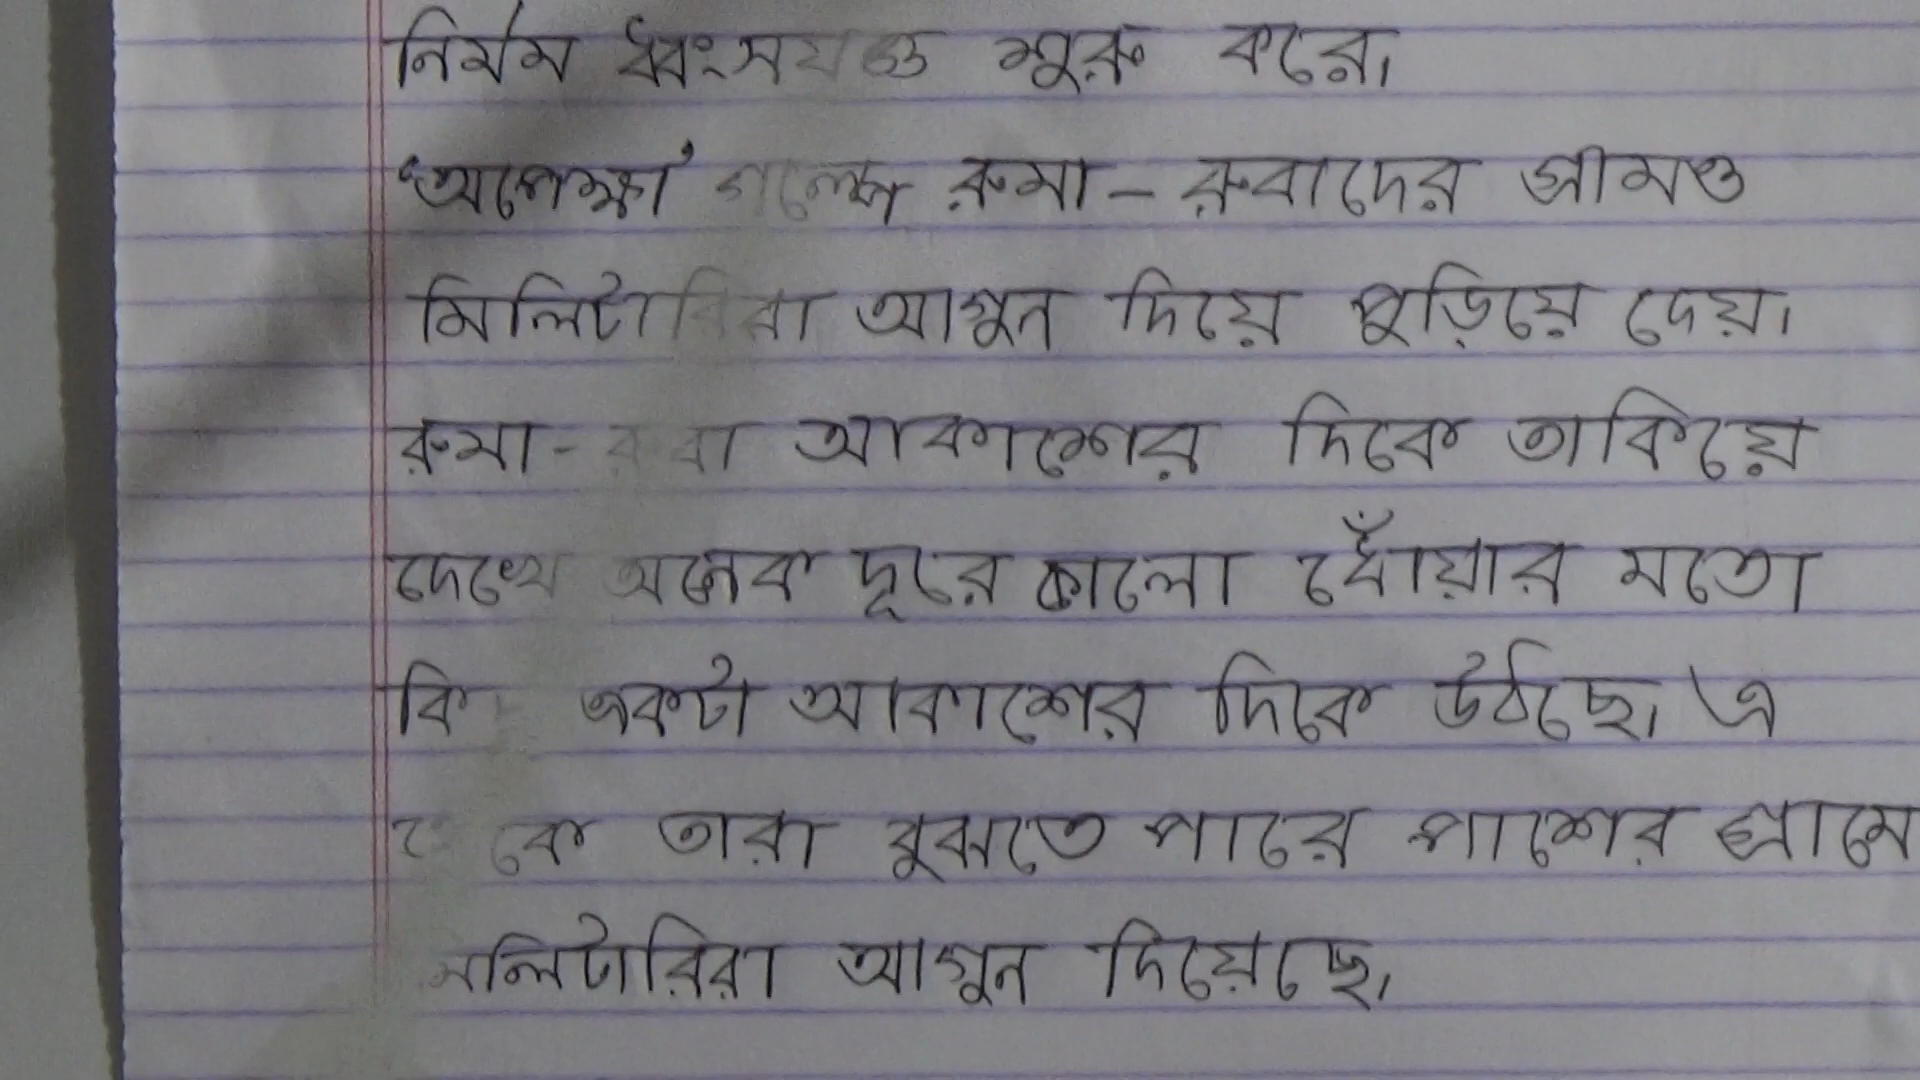 নির্মম ধ্বংসযজ্ঞ শুরু করে।
'অপেক্ষা' গল্পে রুমা - রুবাদের গ্রামও
মিলিটারিরা আগুন দিয়ে পুড়িয়ে দেয়।
রুমা - রুবা আকাশের দিকে তাকিয়ে
দেখে অনেক দূরে কালো ধোঁয়ার মতো
কি একটা আকাশের দিকে উঠছে। এ
তারা বুঝতে পারে পাশের গ্রামে
মিলিটারিরা আগুন দিয়েছে।